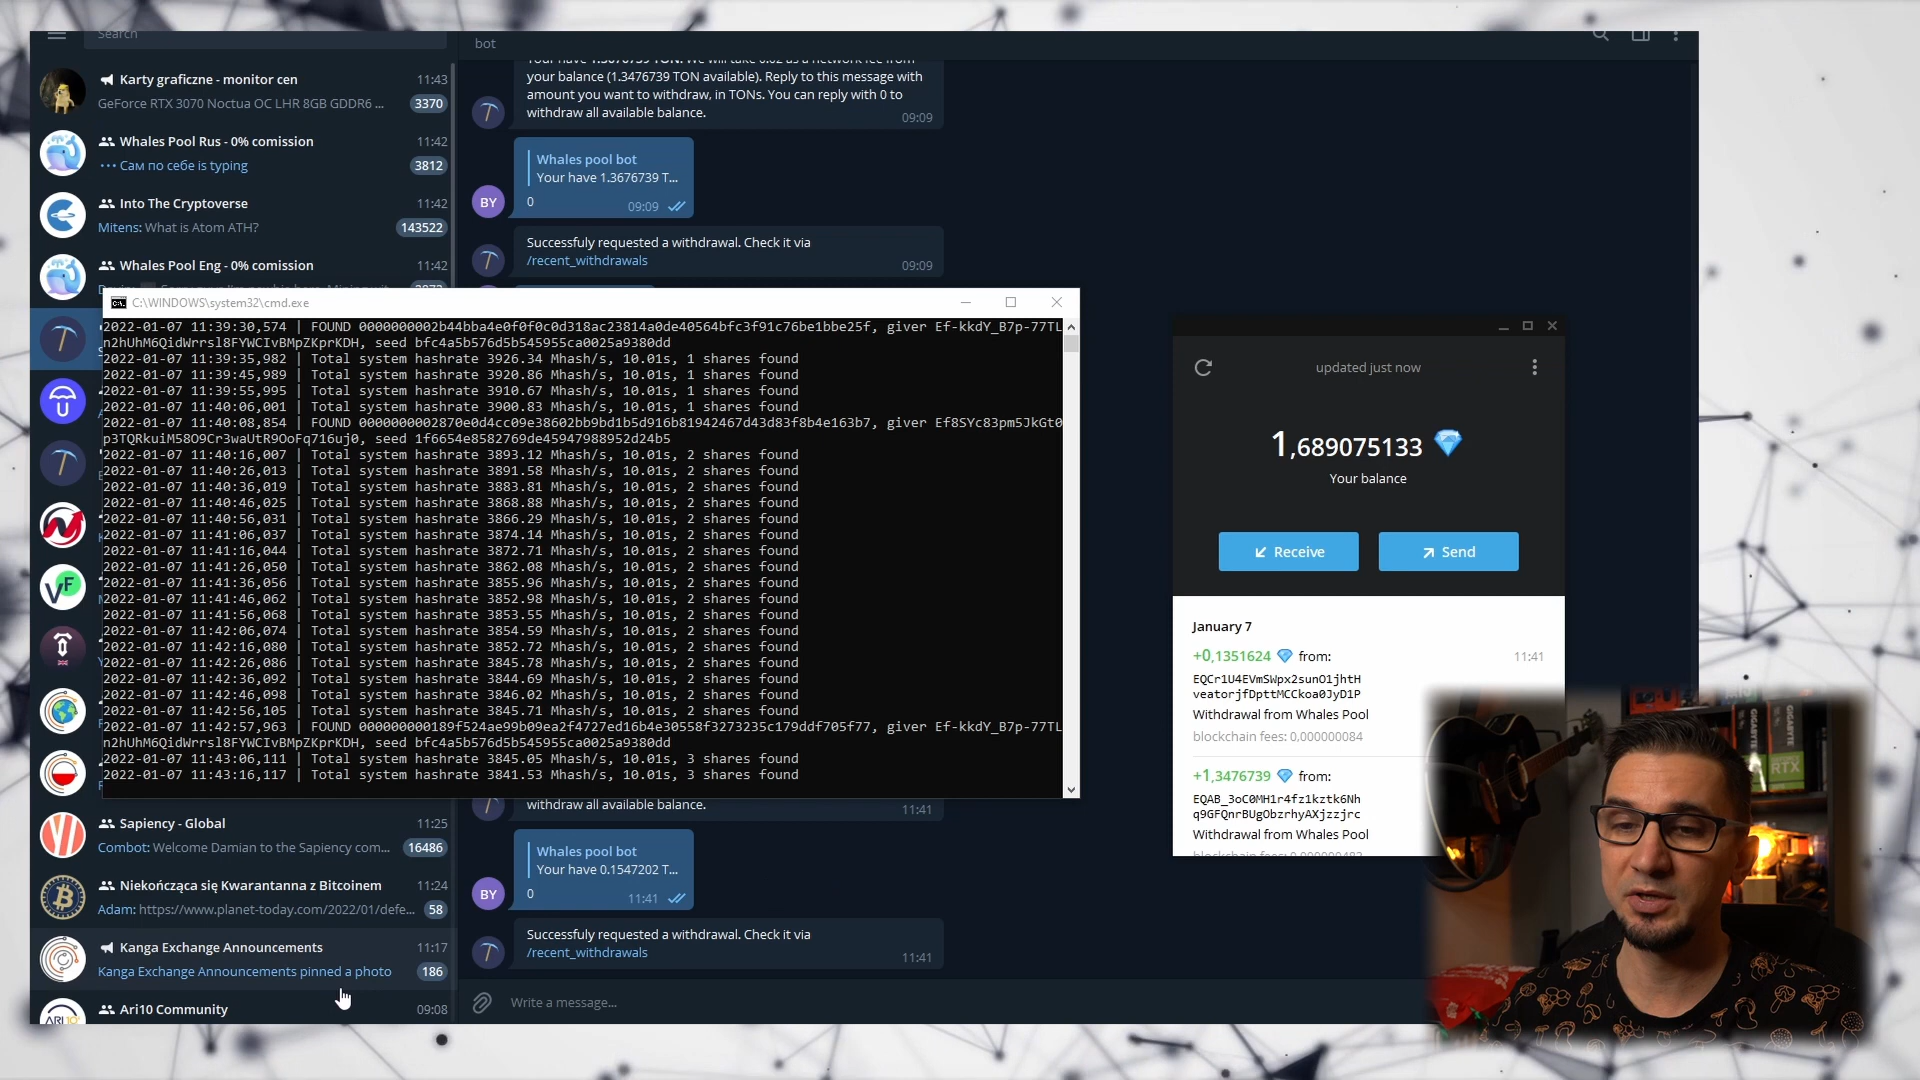 Search
Karty graficzne - monitor cen
11:43
GeForce RTX 3070 Noctua OC LHR 8GB GDDR6 ...
3370
Whales Pool Rus - 0% comission
11:42
Сам по себе is typing
3812
Into The Cryptoverse
11:42
Mitens: What is Atom ATH?
143522
Whales Pool Eng - 0% comission
11:42
Sapiency - Global
11:25
Combot: Welcome Damian to the Sapiency com...
16486
Niekończąca się Kwarantanna z Bitcoinem
11:24
Adam: https://www.planet-today.com/2022/01/defe...
58
Kanga Exchange Announcements
11:17
Kanga Exchange Announcements pinned a photo
186
Ari10 Community
09:08
bot
your balance (1.3476739 TON available). Reply to this message with
amount you want to withdraw, in TONs. You can reply with 0 to
withdraw all available balance.
09:09
Whales pool bot
Your have 1.3676739 T...
BY
0
09:09
Successfuly requested a withdrawal. Check it via
/recent_withdrawals
09:09
C:\WINDOWS\system32\cmd.exe
2022-01-07 11:39:30,574 | FOUND 0000000002b44bba4e0f0f0c0d318ac23814a0de40564bfc3f91c76be1bbe25f, giver Ef-kkdY_B7p-77TL
n2hUhM6QidWrrsl8FYWCIvBMpZKprKDH, seed bfc4a5b576d5b545955ca0025a9380dd
2022-01-07 11:39:35,982 | Total system hashrate 3926.34 Mhash/s, 10.01s, 1 shares found
2022-01-07 11:39:45,989 | Total system hashrate 3920.86 Mhash/s, 10.01s, 1 shares found
2022-01-07 11:39:55,995 | Total system hashrate 3910.67 Mhash/s, 10.01s, 1 shares found
2022-01-07 11:40:06,001 | Total system hashrate 3900.83 Mhash/s, 10.01s, 1 shares found
2022-01-07 11:40:08,854 | FOUND 0000000002870e0d4cc09e38602bb9bd1b5d916b81942467d43d83f8b4e163b7, giver Ef8SYc83pm5JkGt0
p3TQRkuiM58O9Cr3waUtR9OoFq716uj0, seed 1f6654e8582769de45947988952d24b5
2022-01-07 11:40:16,007 | Total system hashrate 3893.12 Mhash/s, 10.01s, 2 shares found
2022-01-07 11:40:26,013 | Total system hashrate 3891.58 Mhash/s, 10.01s, 2 shares found
2022-01-07 11:40:36,019 | Total system hashrate 3883.81 Mhash/s, 10.01s, 2 shares found
2022-01-07 11:40:46,025 | Total system hashrate 3868.88 Mhash/s, 10.01s, 2 shares found
2022-01-07 11:40:56,031 | Total system hashrate 3866.29 Mhash/s, 10.01s, 2 shares found
2022-01-07 11:41:06,037 | Total system hashrate 3874.14 Mhash/s, 10.01s, 2 shares found
2022-01-07 11:41:16,044 | Total system hashrate 3872.71 Mhash/s, 10.01s, 2 shares found
2022-01-07 11:41:26,050 | Total system hashrate 3862.08 Mhash/s, 10.01s, 2 shares found
2022-01-07 11:41:36,056 | Total system hashrate 3855.96 Mhash/s, 10.01s, 2 shares found
2022-01-07 11:41:46,062 | Total system hashrate 3852.98 Mhash/s, 10.01s, 2 shares found
2022-01-07 11:41:56,068 | Total system hashrate 3853.55 Mhash/s, 10.01s, 2 shares found
2022-01-07 11:42:06,074 | Total system hashrate 3854.59 Mhash/s, 10.01s, 2 shares found
2022-01-07 11:42:16,080 | Total system hashrate 3852.72 Mhash/s, 10.01s, 2 shares found
2022-01-07 11:42:26,086 | Total system hashrate 3845.78 Mhash/s, 10.01s, 2 shares found
2022-01-07 11:42:36,092 | Total system hashrate 3844.69 Mhash/s, 10.01s, 2 shares found
2022-01-07 11:42:46,098 | Total system hashrate 3846.02 Mhash/s, 10.01s, 2 shares found
2022-01-07 11:42:56,105 | Total system hashrate 3845.71 Mhash/s, 10.01s, 2 shares found
2022-01-07 11:42:57,963 | FOUND 000000000189f524ae99b09ea2f4727ed16b4e30558f3273235c179ddf705f77, giver Ef-kkdY_B7p-77TL
n2hUhM6QidWrrsl8FYWCIvBMpZKprKDH, seed bfc4a5b576d5b545955ca0025a9380dd
2022-01-07 11:43:06,111 | Total system hashrate 3845.05 Mhash/s, 10.01s, 3 shares found
2022-01-07 11:43:16,117 | Total system hashrate 3841.53 Mhash/s, 10.01s, 3 shares found
withdraw all available balance.
11:41
Whales pool bot
Your have 0.1547202 T...
BY
0
11:41
Successfuly requested a withdrawal. Check it via
/recent_withdrawals
11:41
Write a message...
updated just now
1,689075133
Your balance
Receive
Send
January 7
+0,1351624 from:
11:41
EQCr1U4EVmSWpx2sunO1jhtH
veatorjfDpttMCCkoa0JyD1P
Withdrawal from Whales Pool
blockchain fees: 0,000000084
+1,3476739 from:
EQAB_3oC0MH1r4fz1kztk6Nh
q9GFQnrBUgObzrhyAXjzzjrc
Withdrawal from Whales Pool
GIGABYTE
RTX